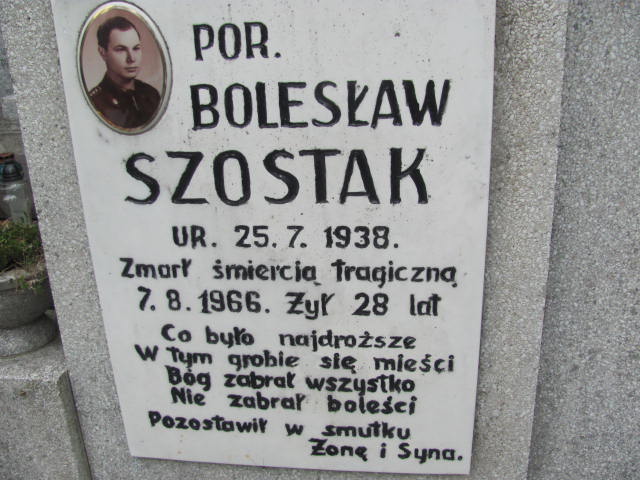 POR.
BOLESŁAW
SZOSTAK
UR. 25.7.1938.
Zmarł śmiercią tragiczną
7.8.1966. Żył 28 lat
Co było najdroższe
W tym grobie się mieści
Bóg zabrał wszystko
Nie zabrał boleści
Pozostawił w smutku
Żonę i Syna.